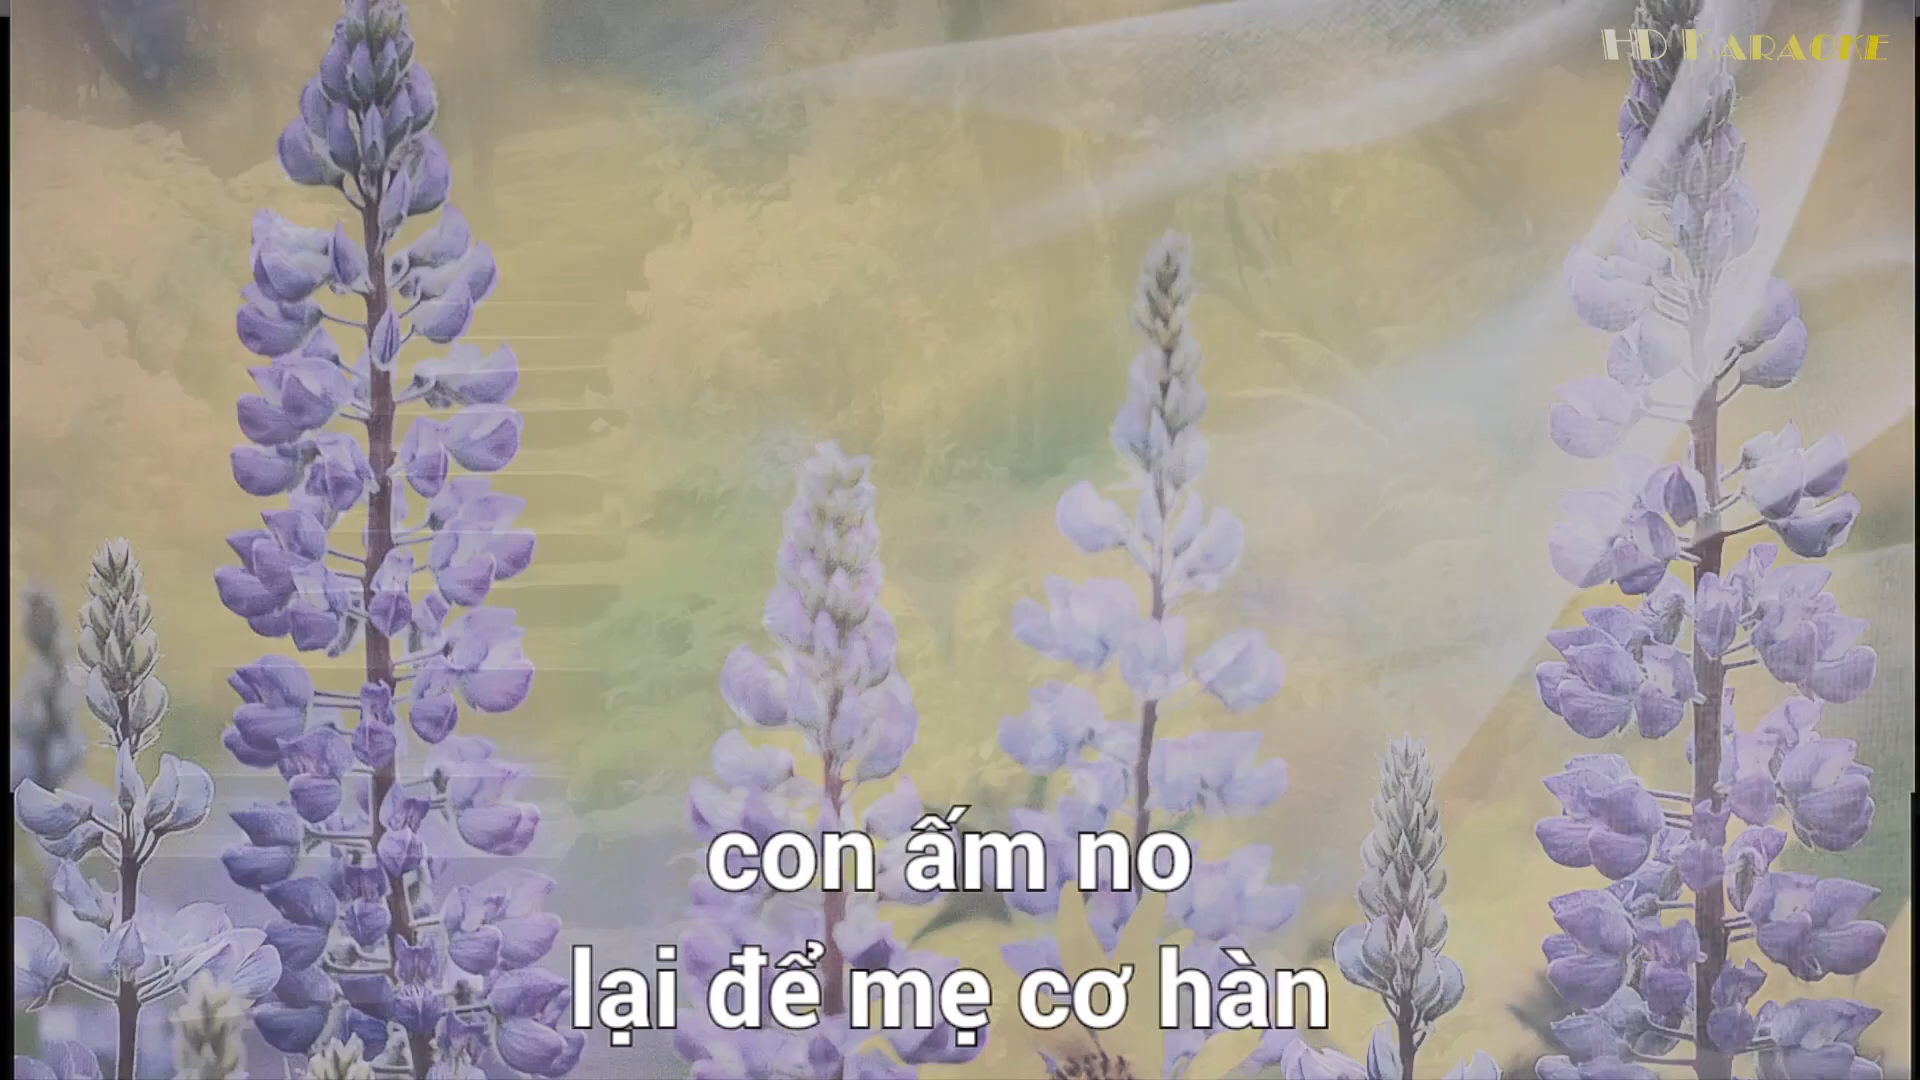 HD KARAOKE
con ấm no
lại để mẹ cơ hàn